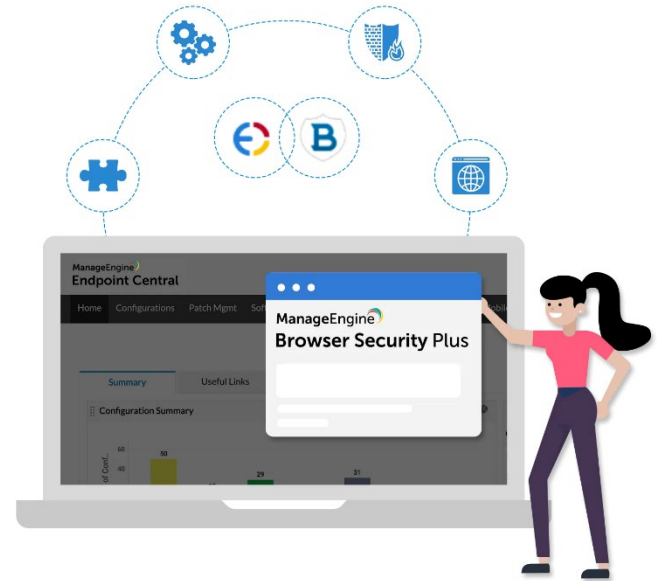 B
ManageEngine
Endpoint Central
Home Configurations Patch Mgmt
ManageEngine
Browser Security Plus
Summary Useful Links
Configuration Summary
60
50
40
29
31